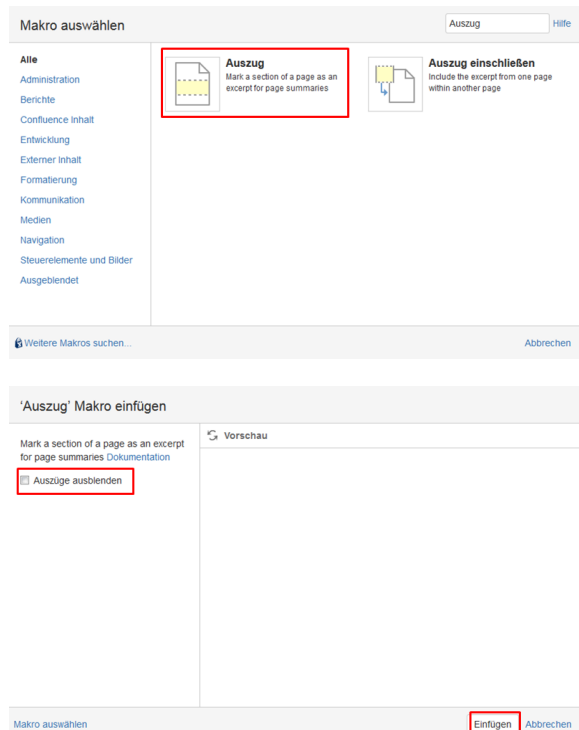 Makro auswählen
Auszug
Hilfe
Alle
Administration
Berichte
Confluence Inhalt
Entwicklung
Externer Inhalt
Formatierung
Kommunikation
Medien
Navigation
Steuerelemente und Bilder
Ausgeblendet
Auszug
Mark a section of a page as an
excerpt for page summaries
Auszug einschließen
Include the excerpt from one page
within another page
Weitere Makros suchen...
Abbrechen
'Auszug' Makro einfügen
Mark a section of a page as an excerpt
for page summaries Dokumentation
Auszüge ausblenden
Vorschau
Makro auswählen
Einfügen
Abbrechen